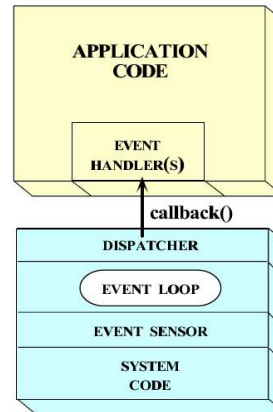 APPLICATION
CODE
EVENT
HANDLER(S)
callback()
DISPATCHER
EVENT LOOP
EVENT SENSOR
SYSTEM
CODE